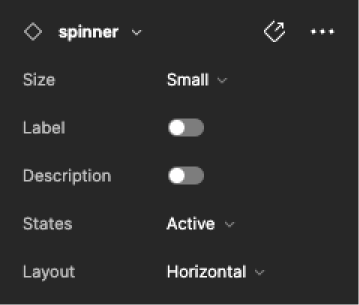 spinner
Size Small
Label
Description
States Active
Layout Horizontal